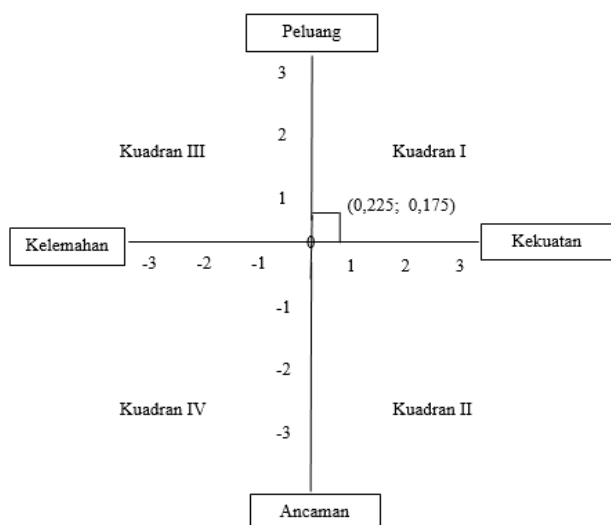 Peluang
3
2
Kuadran III
Kuadran I
1
(0,225; 0,175)
Kelemahan
0
Kekuatan
-3 -2 -1 1 2 3
-1
-2
Kuadran IV
Kuadran II
-3
Ancaman